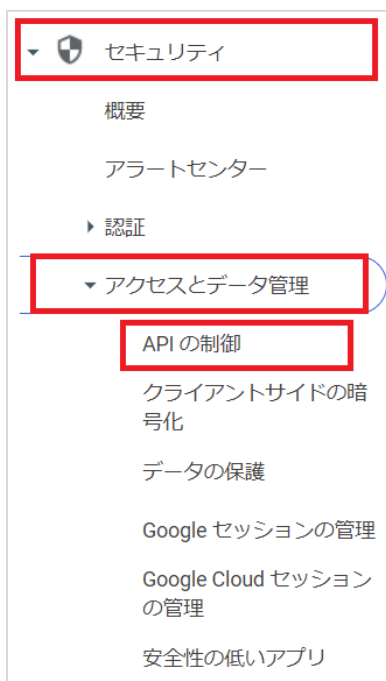 セキュリティ
概要
アラートセンター
認証
アクセスとデータ管理
API の制御
クライアントサイドの暗
号化
データの保護
Google セッションの管理
Google Cloud セッション
の管理
安全性の低いアプリ